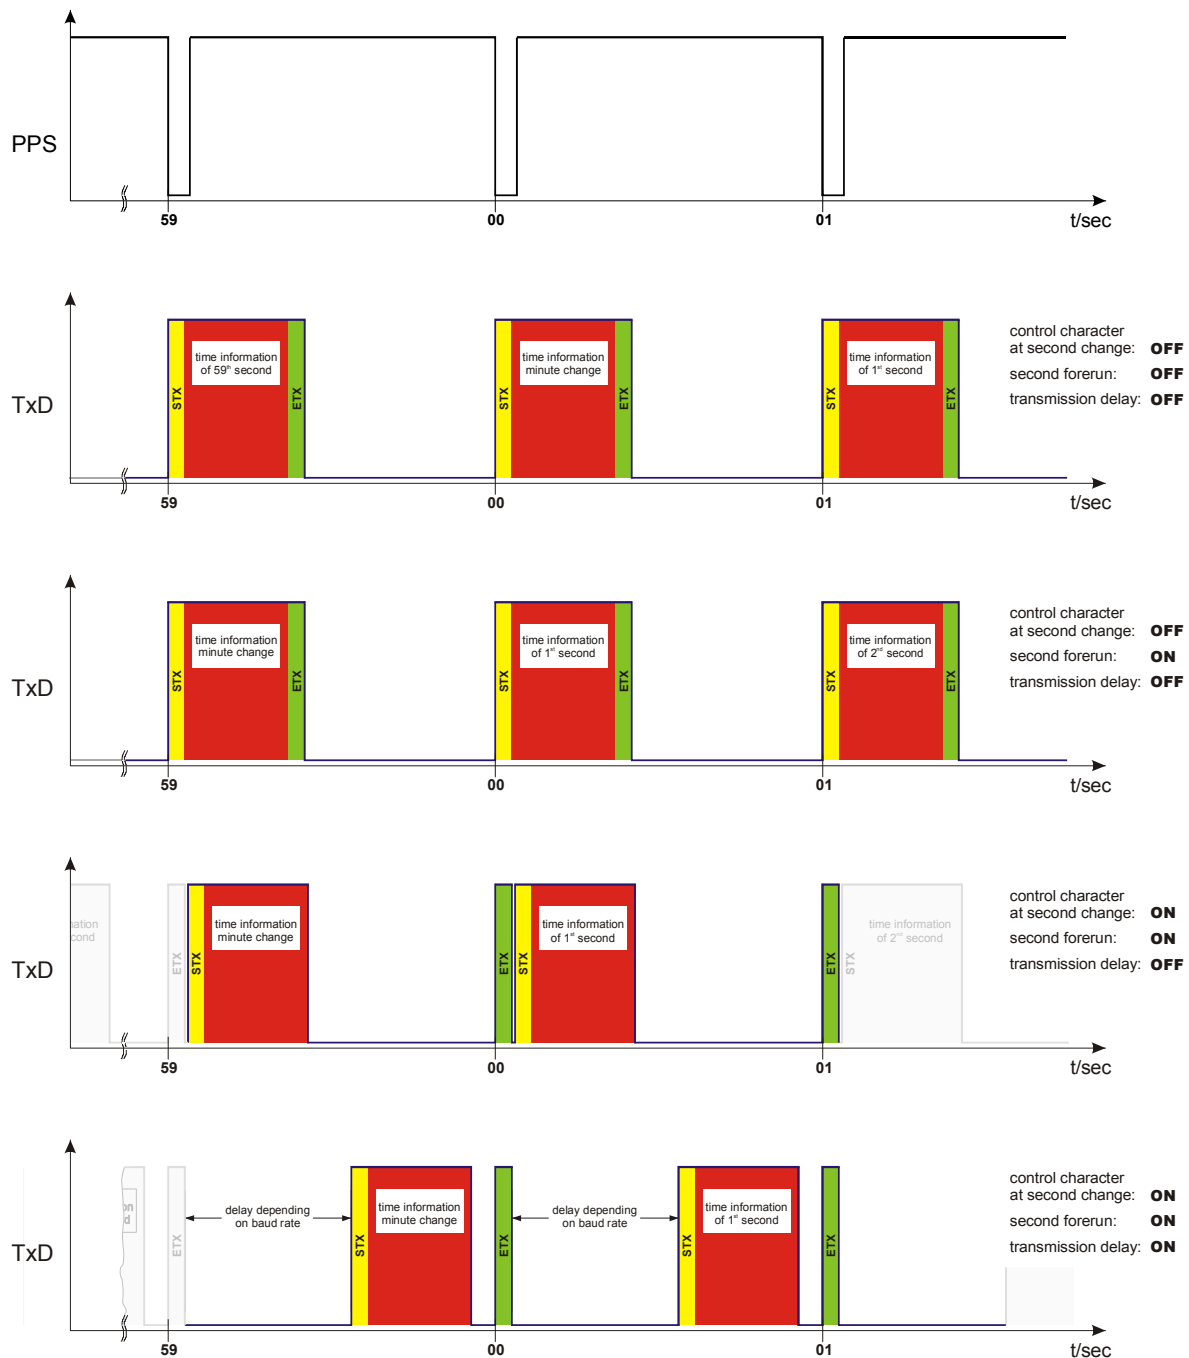 PPS
59
00
01
t/sec
time information
of 59th second
time information
minute change
time information
of 1st second
STX
ETX
STX
ETX
STX
ETX
control character
at second change: OFF
second forerun: OFF
transmission delay: OFF
TxD
59
00
01
t/sec
time information
minute change
time information
of 1st second
time information
of 2nd second
STX
ETX
STX
ETX
STX
ETX
control character
at second change: OFF
second forerun: ON
transmission delay: OFF
TxD
59
00
01
t/sec
time information
minute change
time information
of 1st second
time information
of 2nd second
ETX
STX
ETX
STX
ETX
STX
control character
at second change: ON
second forerun: ON
transmission delay: OFF
TxD
59
00
01
t/sec
delay depending
on baud rate
time information
minute change
delay depending
on baud rate
time information
of 1st second
ETX
STX
ETX
STX
ETX
control character
at second change: ON
second forerun: ON
transmission delay: ON
TxD
59
00
01
t/sec